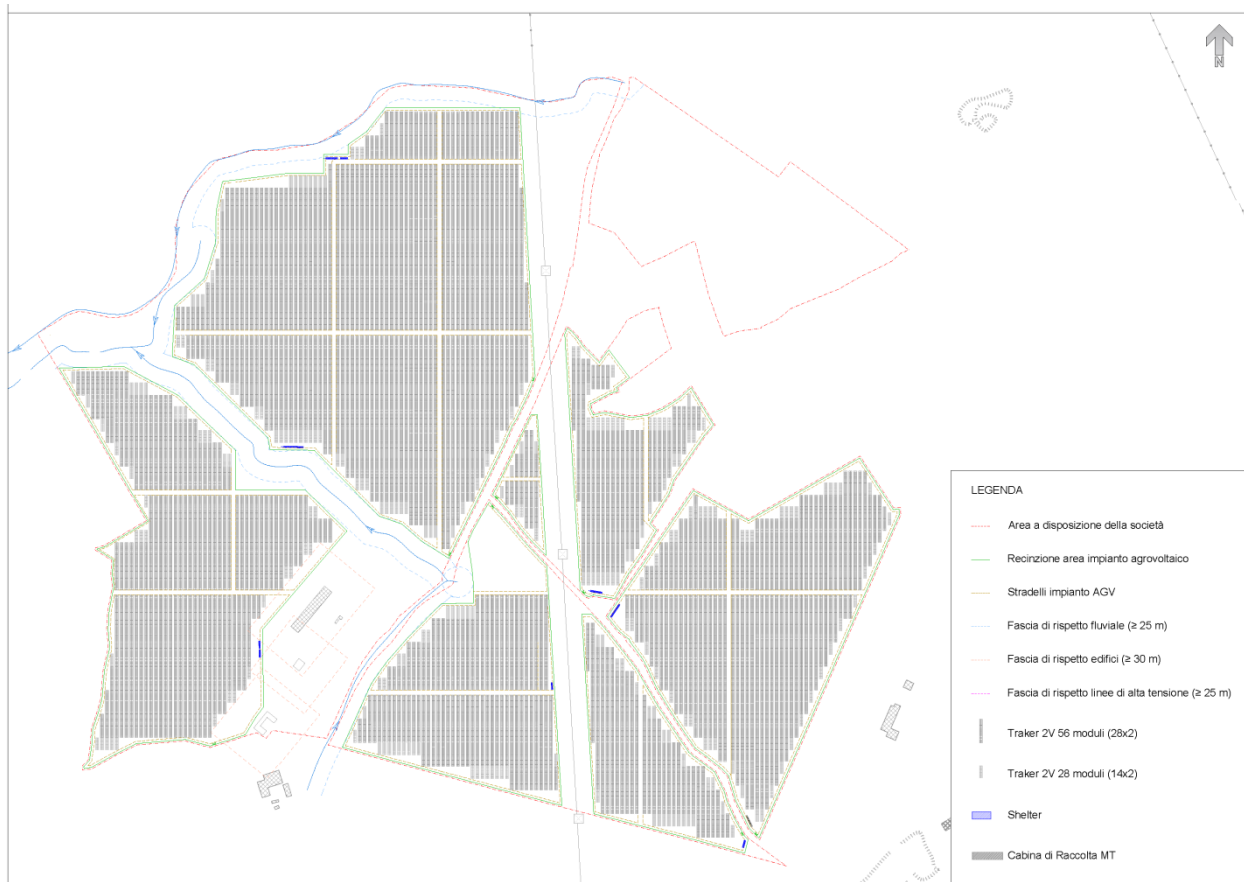 N
LEGENDA
Area a disposizione della società
Recinzione area impianto agrovoltaico
Stradelli impianto AGV
Fascia di rispetto fluviale (≥ 25 m)
Fascia di rispetto edifici (≥ 30 m)
Fascia di rispetto linee di alta tensione (≥ 25 m)
Traker 2V 56 moduli (28x2)
Traker 2V 28 moduli (14x2)
Shelter
Cabina di Raccolta MT